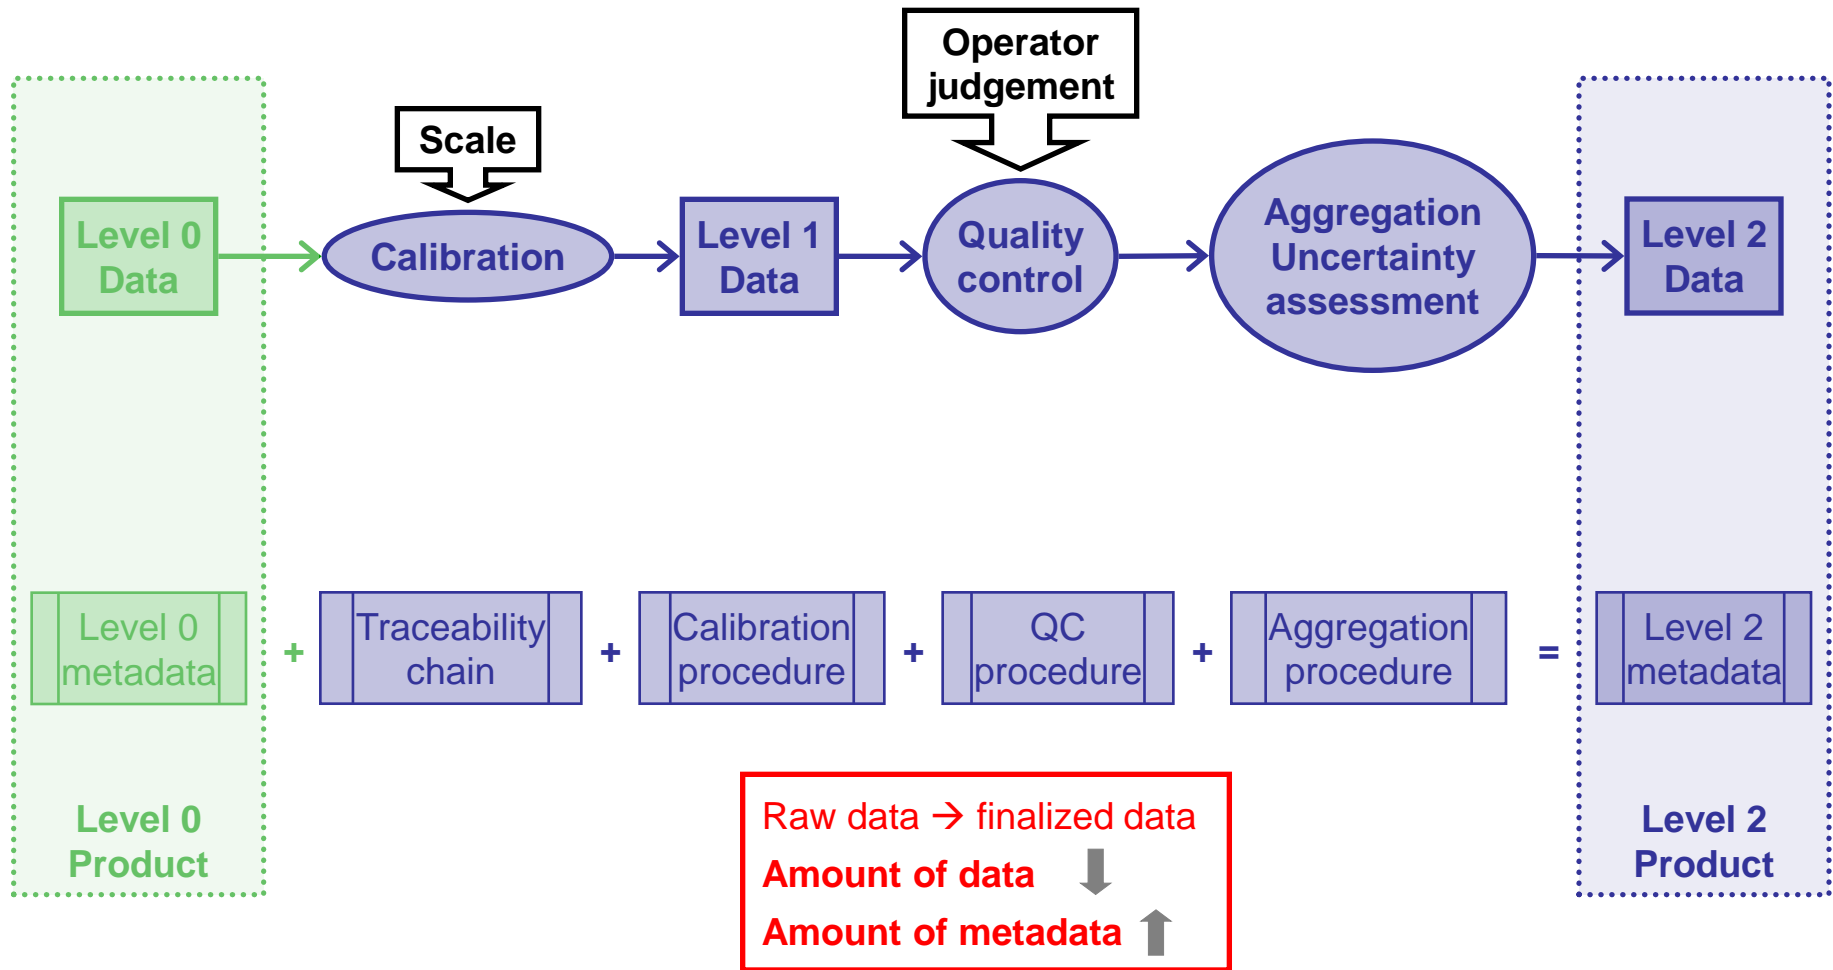 Operator
judgement
Scale
Level 0
Data
Calibration
Level 1
Data
Quality
control
Aggregation
Uncertainty
assessment
Level 2
Data
Level 0
metadata
+
Traceability
chain
+
Calibration
procedure
+
QC
procedure
+
Aggregation
procedure
=
Level 2
metadata
Level 0
Product
Raw data → finalized data
Amount of data
Amount of metadata
Level 2
Product